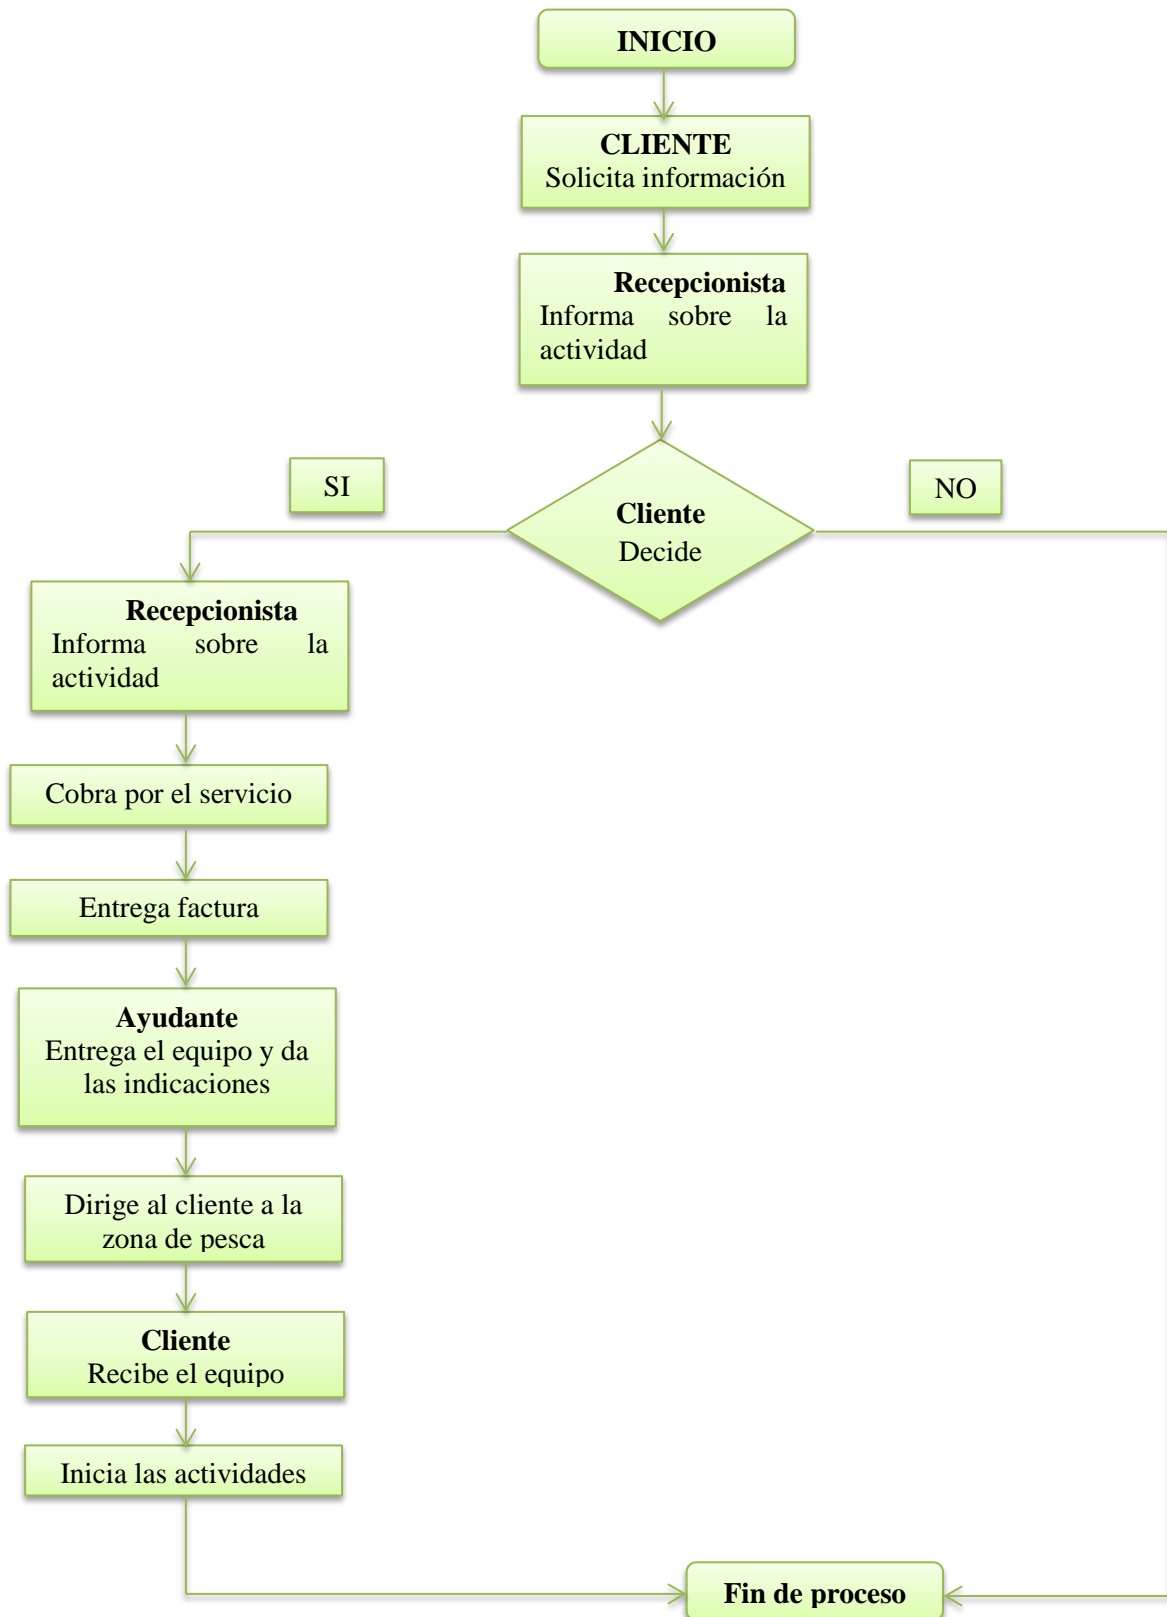 INICIO
CLIENTE
Solicita información
Recepcionista
Informa sobre la
actividad
SI
NO
Cliente
Decide
Recepcionista
Informa sobre la
actividad
Cobra por el servicio
Entrega factura
Ayudante
Entrega el equipo y da
las indicaciones
Dirige al cliente a la
zona de pesca
Cliente
Recibe el equipo
Inicia las actividades
Fin de proceso